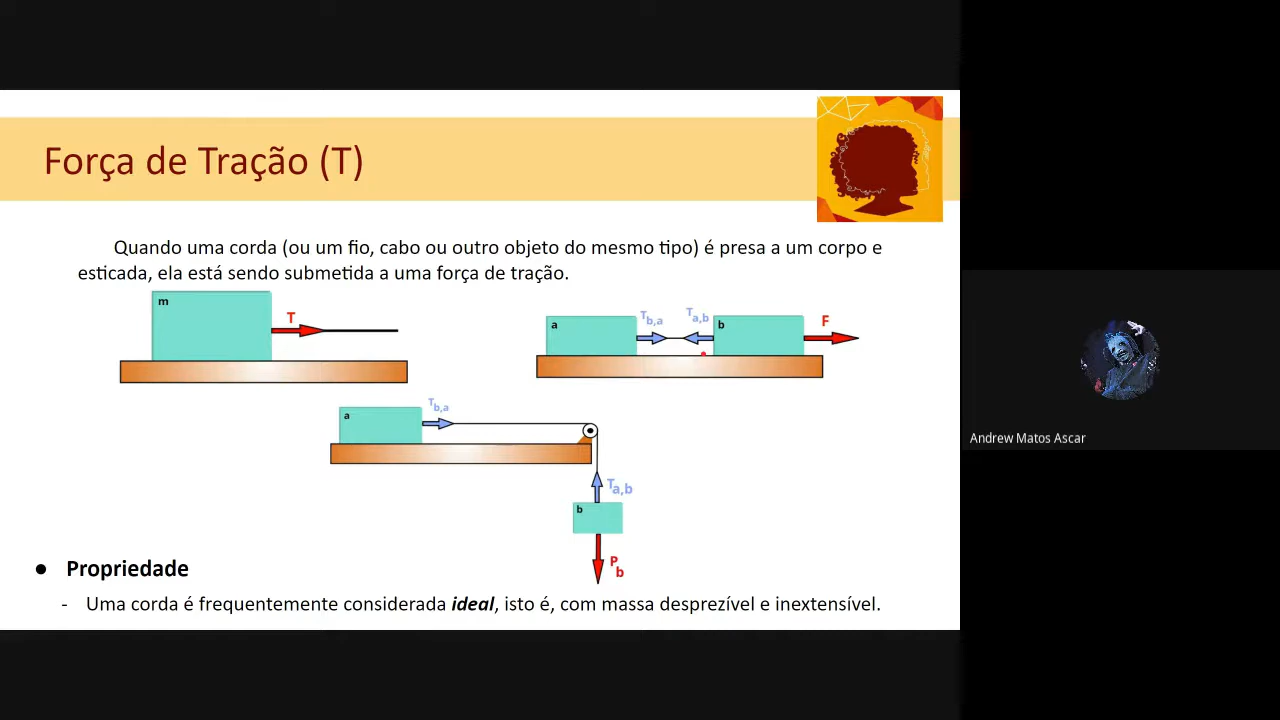 Força de Tração (T)
Quando uma corda (ou um fio, cabo ou outro objeto do mesmo tipo) é presa a um corpo e
esticada, ela está sendo submetida a uma força de tração.
m
T
a
Tb,a
Ta,b
b
F
a
Tb,a
Ta,b
b
Pb
● Propriedade
- Uma corda é frequentemente considerada ideal, isto é, com massa desprezível e inextensível.
Andrew Matos Ascar